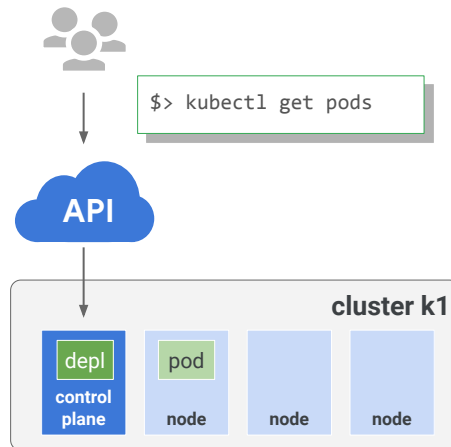 $> kubectl get pods
API
cluster k1
depl
pod
control
plane
node
node
node